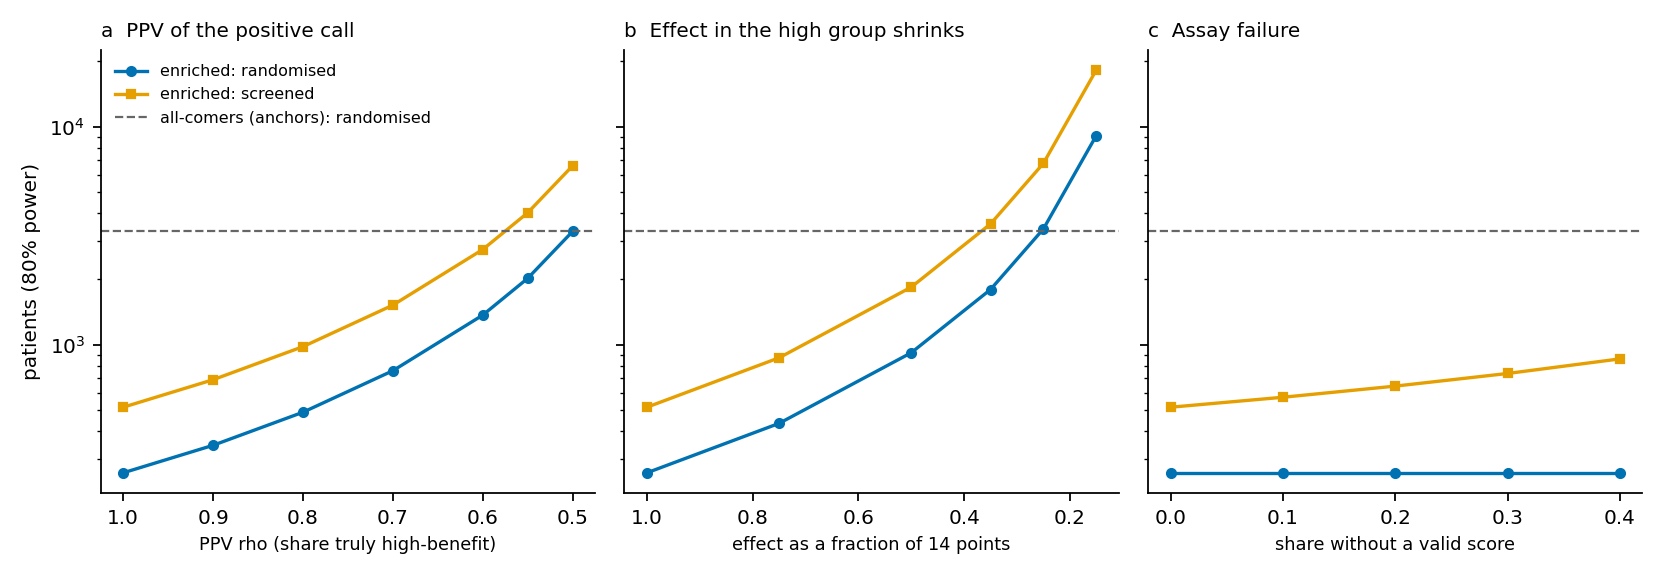 a  PPV of the positive call
enriched: randomised
enriched: screened
all-comers (anchors): randomised
patients (80% power)
10⁴
10³
1.0 0.9 0.8 0.7 0.6 0.5
PPV rho (share truly high-benefit)
b  Effect in the high group shrinks
1.0 0.8 0.6 0.4 0.2
effect as a fraction of 14 points
c  Assay failure
0.0 0.1 0.2 0.3 0.4
share without a valid score